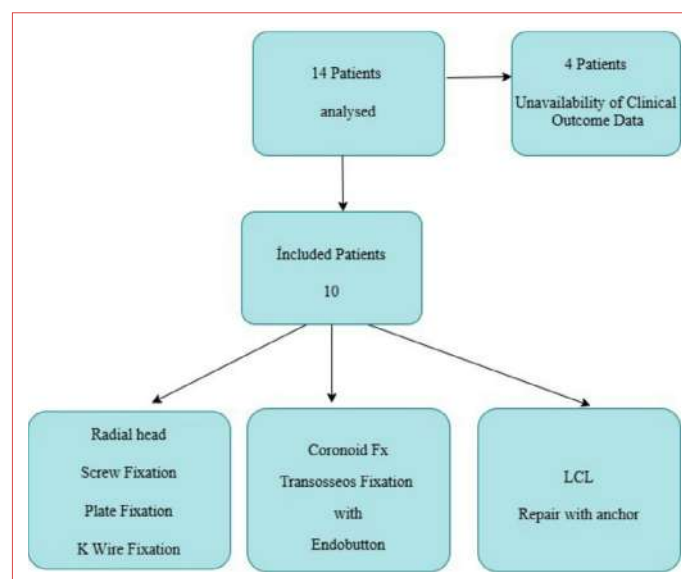 14 Patients
analysed
4 Patients
Unavailability of Clinical
Outcome Data
İncluded Patients
10
Radial head
Screw Fixation
Plate Fixation
K Wire Fixation
Coronoid Fx
Transosseos Fixation
with
Endobutton
LCL
Repair with anchor